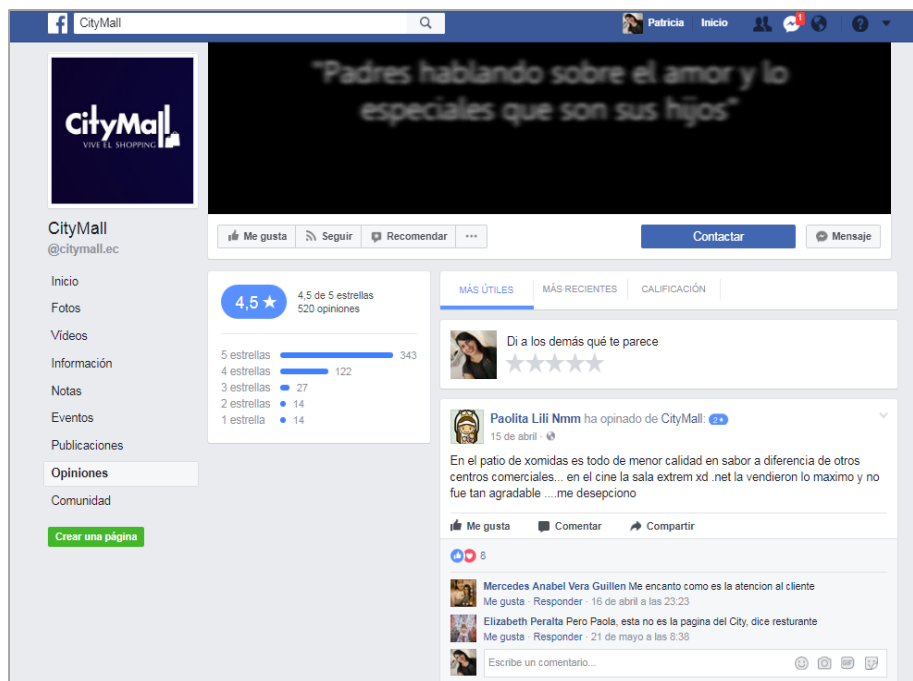 CityMall
Patricia
Inicio
1
"Padres hablando sobre el amor y lo
especiales que son sus hijos"
CityMall
VIVE EL SHOPPING
CityMall
@citymall.ec
Me gusta
Seguir
Recomendar
Contactar
Mensaje
Inicio
Fotos
Vídeos
Información
Notas
Eventos
Publicaciones
Opiniones
Comunidad
Crear una página
4,5 ★
4,5 de 5 estrellas
520 opiniones
5 estrellas 343
4 estrellas 122
3 estrellas 27
2 estrellas 14
1 estrella 14
MÁS ÚTILES
MÁS RECIENTES
CALIFICACIÓN
Di a los demás qué te parece
Paolita Lili Nmm ha opinado de CityMall: 2★
15 de abril ·
En el patio de xomidas es todo de menor calidad en sabor a diferencia de otros
centros comerciales... en el cine la sala extrem xd .net la vendieron lo maximo y no
fue tan agradable ....me desepciono
Me gusta
Comentar
Compartir
8
Mercedes Anabel Vera Guillen Me encanto como es la atencion al cliente
Me gusta · Responder · 16 de abril a las 23:23
Elizabeth Peralta Pero Paola, esta no es la pagina del City, dice resturante
Me gusta · Responder · 21 de mayo a las 8:38
Escribe un comentario...
GIF